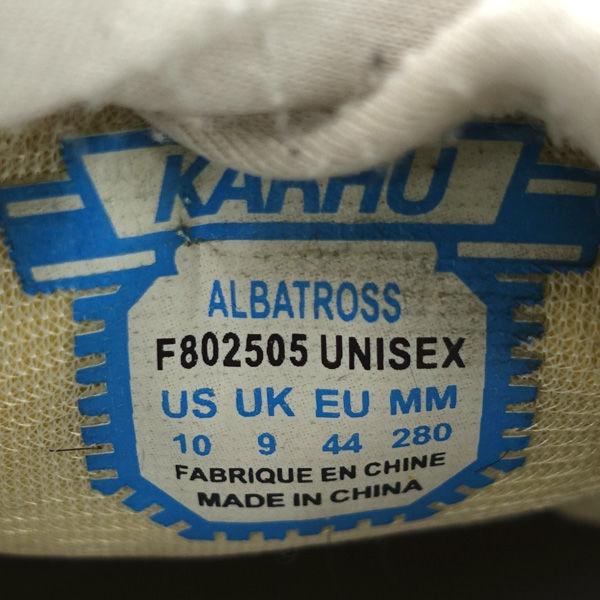 KARHU
ALBATROSS
F802505 UNISEX
US UK EU MM
10 9 44 280
FABRIQUE EN CHINE
MADE IN CHINA